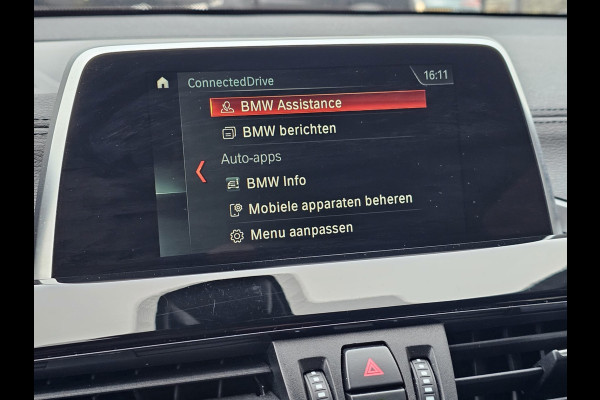 ConnectedDrive
16:11
BMW Assistance
BMW berichten
Auto-apps
BMW Info
Mobiele apparaten beheren
Menu aanpassen